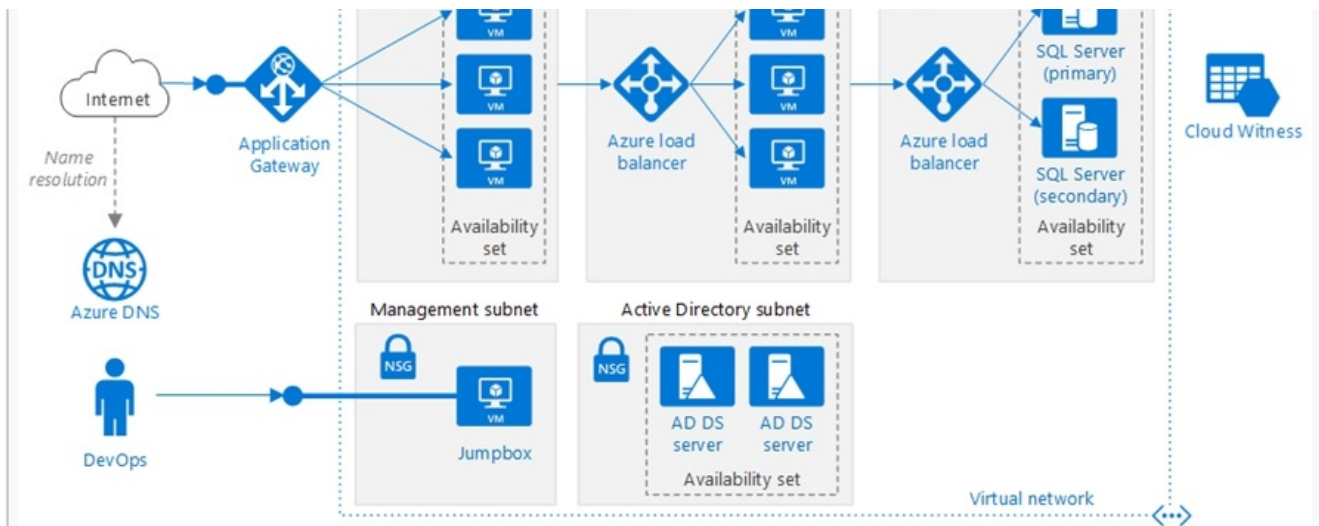 VM
VM
SQL Server
(primary)
Internet
VM
VM
Application
Gateway
Azure load
balancer
Azure load
balancer
Cloud Witness
Name
resolution
VM
VM
SQL Server
(secondary)
Availability
set
Availability
set
Availability
set
DNS
Azure DNS
Management subnet
Active Directory subnet
NSG
NSG
VM
AD DS
server
AD DS
server
DevOps
Jumpbox
Availability set
Virtual network